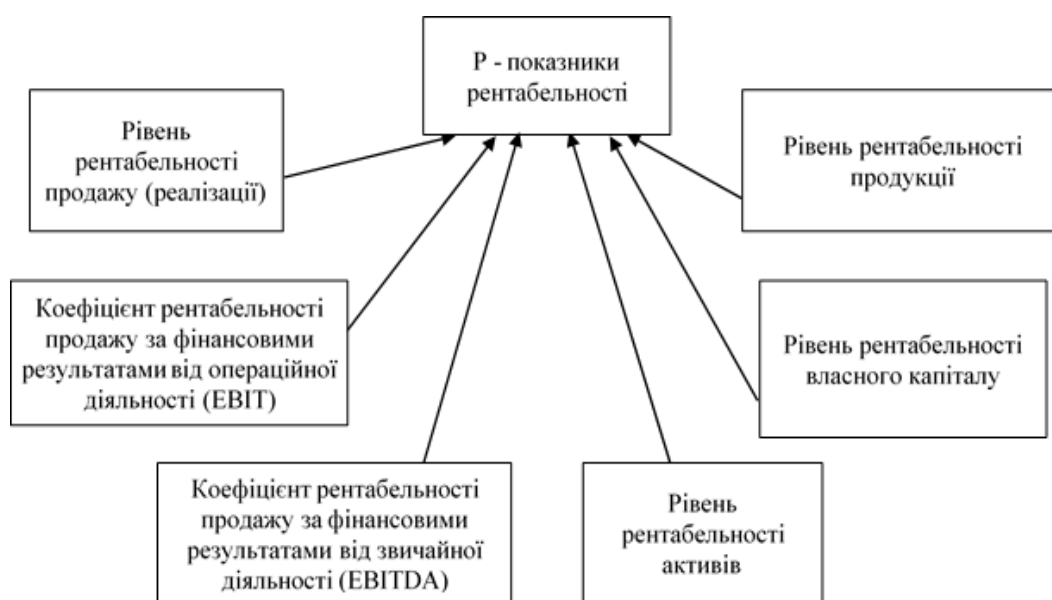 Р - показники
рентабельності
Рівень
рентабельності
продажу (реалізації)
Рівень рентабельності
продукції
Коефіцієнт рентабельності
продажу за фінансовими
результатами від операційної
діяльності (EBIT)
Рівень рентабельності
власного капіталу
Коефіцієнт рентабельності
продажу за фінансовими
результатами від звичайної
діяльності (EBITDA)
Рівень
рентабельності
активів